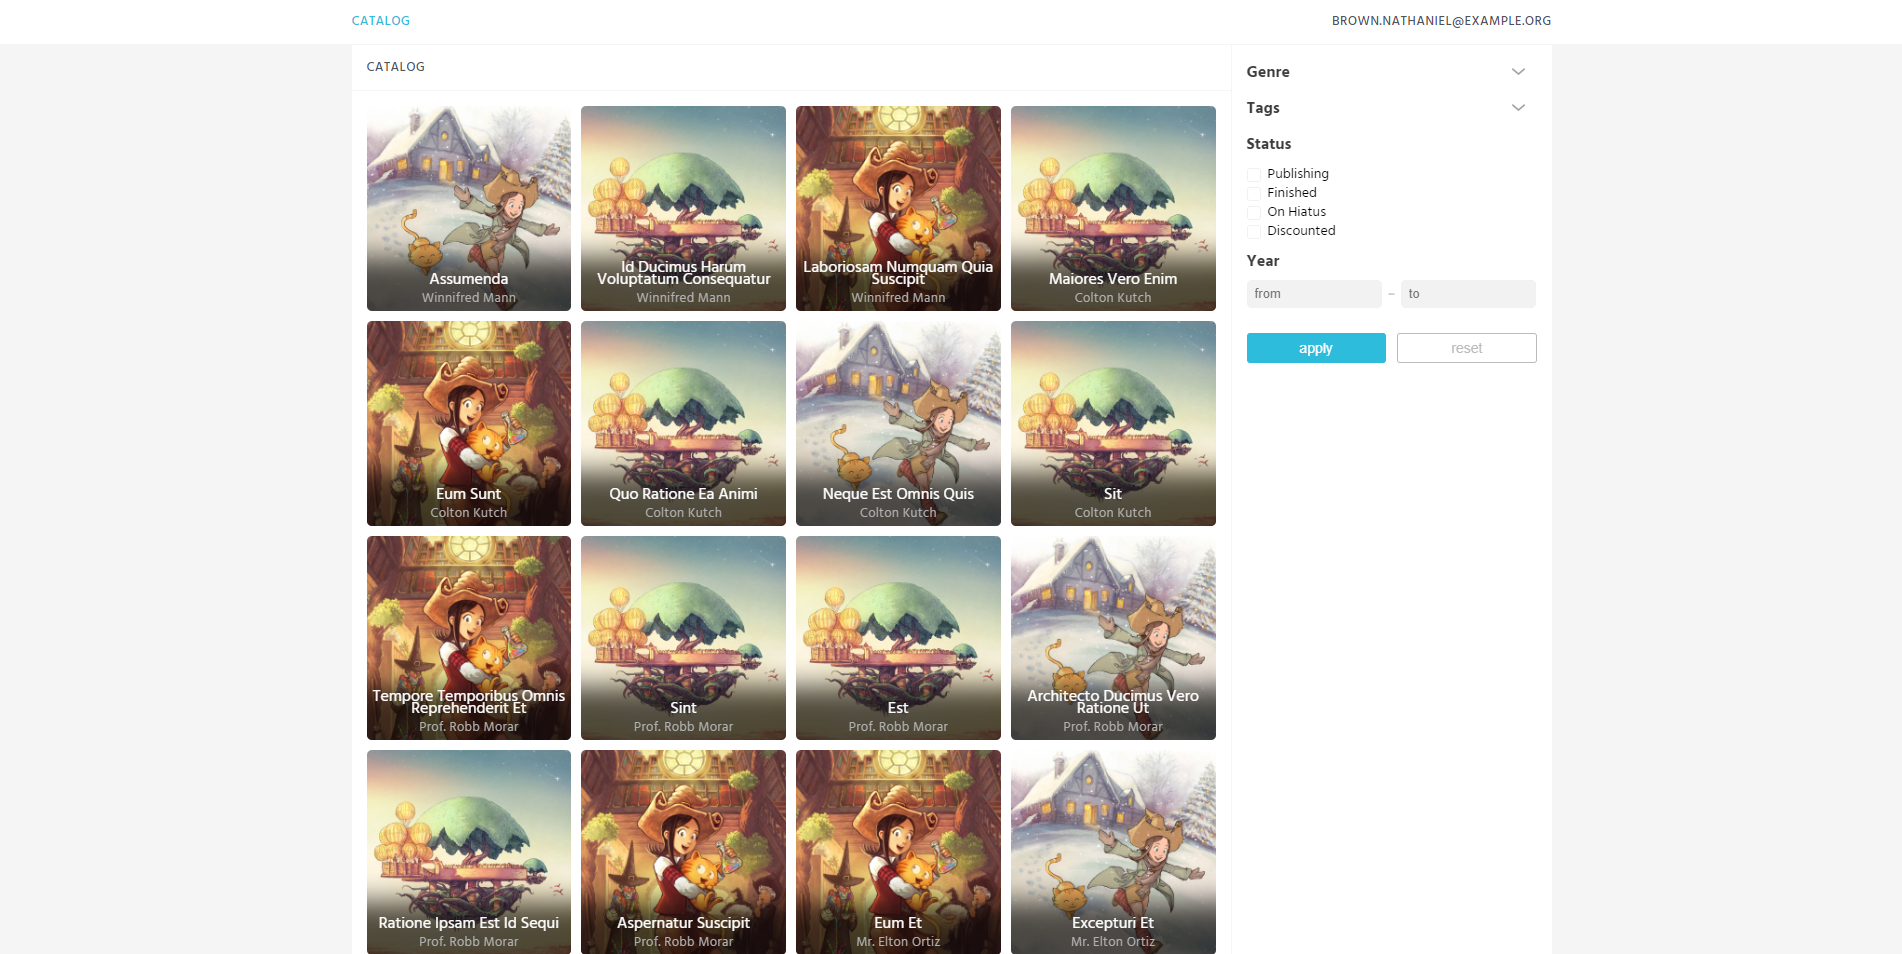 CATALOG
BROWN.NATHANIEL@EXAMPLE.ORG
CATALOG
Assumenda
Winnifred Mann
Id Ducimus Harum
Voluptatum Consequatur
Winnifred Mann
Laboriosam Numquam Quia
Suscipit
Winnifred Mann
Maiores Vero Enim
Colton Kutch
Eum Sunt
Colton Kutch
Quo Ratione Ea Animi
Colton Kutch
Neque Est Omnis Quis
Colton Kutch
Sit
Colton Kutch
Tempore Temporibus Omnis
Reprehenderit Et
Prof. Robb Morar
Sint
Prof. Robb Morar
Est
Prof. Robb Morar
Architecto Ducimus Vero
Ratione Ut
Prof. Robb Morar
Ratione Ipsam Est Id Sequi
Prof. Robb Morar
Aspernatur Suscipit
Prof. Robb Morar
Eum Et
Mr. Elton Ortiz
Excepturi Et
Mr. Elton Ortiz
Genre
Tags
Status
Publishing
Finished
On Hiatus
Discounted
Year
from – to
apply reset